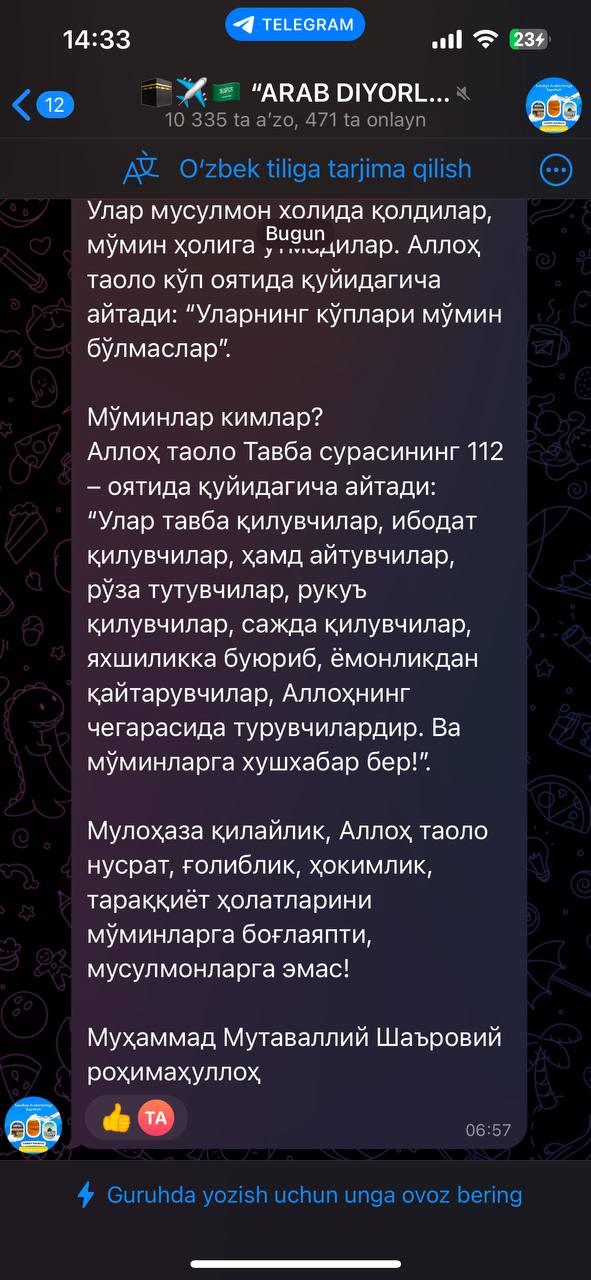 14:33
TELEGRAM
23
12
“ARAB DIYORL...
10 335 ta a’zo, 471 ta onlayn
Oʻzbek tiliga tarjima qilish
Улар мусулмон ҳолида қолдилар,
Bugun
мўмин ҳолига ўтмадилар. Аллоҳ
таоло кўп оятида қуйидагича
айтади: “Уларнинг кўплари мўмин
бўлмаслар”.
Мўминлар кимлар?
Аллоҳ таоло Тавба сурасининг 112
– оятида қуйидагича айтади:
“Улар тавба қилувчилар, ибодат
қилувчилар, ҳамд айтувчилар,
рўза тутувчилар, рукуъ
қилувчилар, сажда қилувчилар,
яхшиликка буюриб, ёмонликдан
қайтарувчилар, Аллоҳнинг
чегарасида турувчилардир. Ва
мўминларга хушхабар бер!”.
Мулоҳаза қилайлик, Аллоҳ таоло
нусрат, ғолиблик, ҳокимлик,
тараққиёт ҳолатларини
мўминларга боғлаяпти,
мусулмонларга эмас!
Муҳаммад Мутаваллий Шаъровий
роҳимаҳуллоҳ
TA
06:57
Guruhda yozish uchun unga ovoz bering